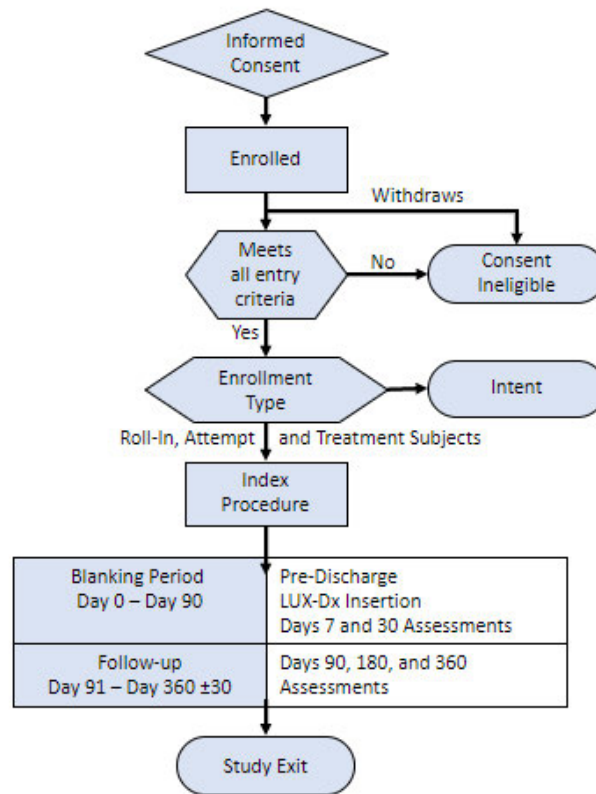 Informed
Consent
Enrolled
Withdraws
Meets
all entry
criteria
No
Consent
Ineligible
Yes
Enrollment
Type
Intent
Roll-In, Attempt and Treatment Subjects
Index
Procedure
Blanking Period
Day 0 – Day 90
Pre-Discharge
LUX-Dx Insertion
Days 7 and 30 Assessments
Follow-up
Day 91 – Day 360 ±30
Days 90, 180, and 360
Assessments
Study Exit